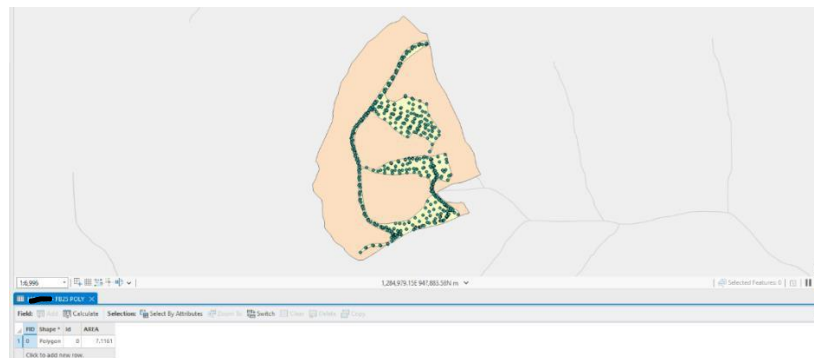 1:6,996
1,284,979.15E 947,883.58N m
Selected Features: 0
FB25 POLY
Field: Add Calculate Selection: Select By Attributes Zoom To Switch Clear Delete Copy
FID Shape * Id AREA
1 0 Polygon 0 7.1161
Click to add new row.